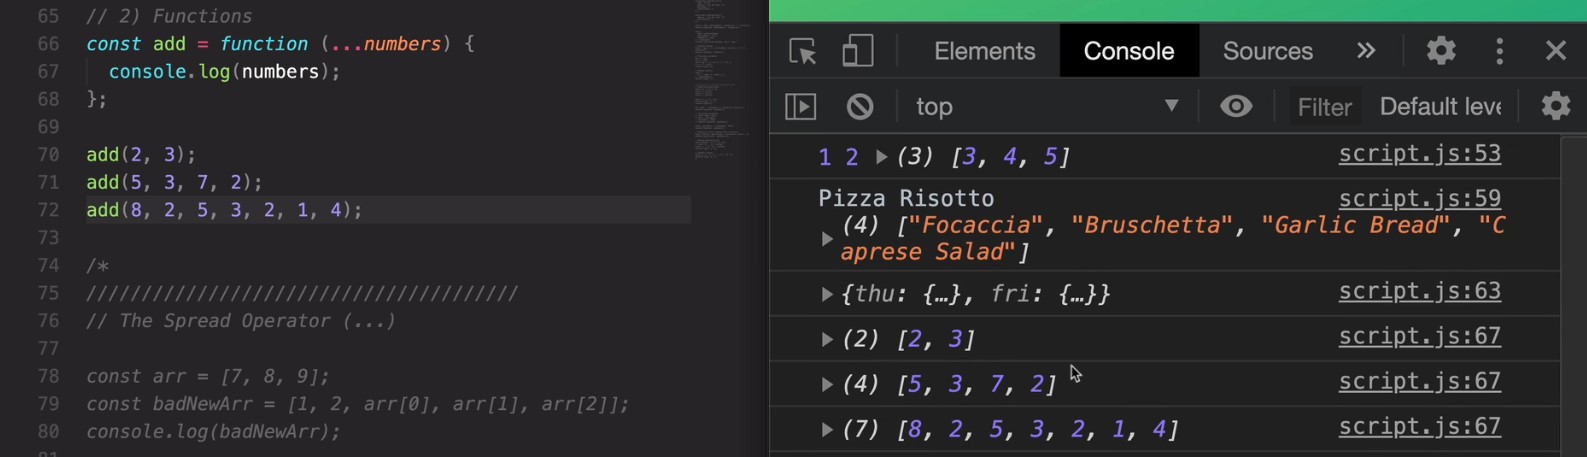 65 // 2) Functions
66 const add = function (...numbers) {
67 console.log(numbers);
68 };
69
70 add(2, 3);
71 add(5, 3, 7, 2);
72 add(8, 2, 5, 3, 2, 1, 4);
73
74 /*
75 ///////////////////////////////////////
76 // The Spread Operator (...)
77
78 const arr = [7, 8, 9];
79 const badNewArr = [1, 2, arr[0], arr[1], arr[2]];
80 console.log(badNewArr);
Elements Console Sources »
top Filter Default leve
1 2 ▶ (3) [3, 4, 5] script.js:53
Pizza Risotto script.js:59
▶ (4) ["Focaccia", "Bruschetta", "Garlic Bread", "C
aprese Salad"]
▶ {thu: {…}, fri: {…}} script.js:63
▶ (2) [2, 3] script.js:67
▶ (4) [5, 3, 7, 2] script.js:67
▶ (7) [8, 2, 5, 3, 2, 1, 4] script.js:67